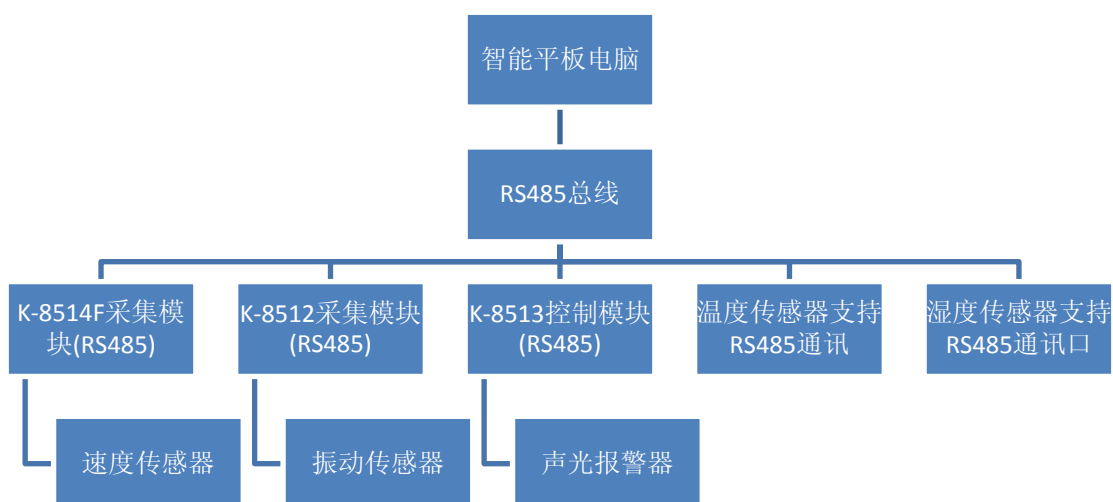 智能平板电脑
RS485总线
K-8514F采集模
块(RS485)
K-8512采集模块
(RS485)
K-8513控制模块
(RS485)
温度传感器支持
RS485通讯
湿度传感器支持
RS485通讯口
速度传感器
振动传感器
声光报警器